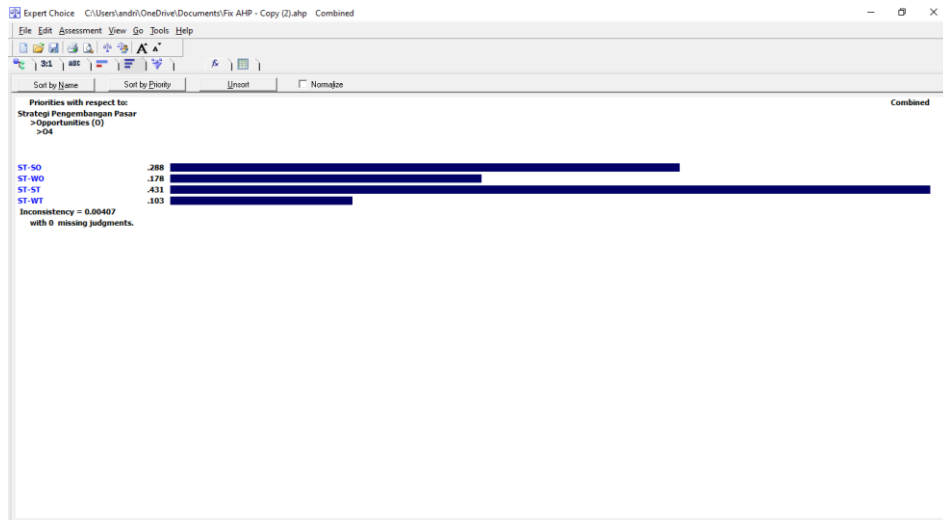 Expert Choice C:\Users\andri\OneDrive\Documents\Fix AHP - Copy (2).ahp Combined
File Edit Assessment View Go Tools Help
A A
3:1 ABC fx
Sort by Name Sort by Priority Unsort Normalize
Priorities with respect to: Combined
Strategi Pengembangan Pasar
>Opportunities (O)
>O4
ST-SO .288
ST-WO .178
ST-ST .431
ST-WT .103
Inconsistency = 0.00407
with 0 missing judgments.